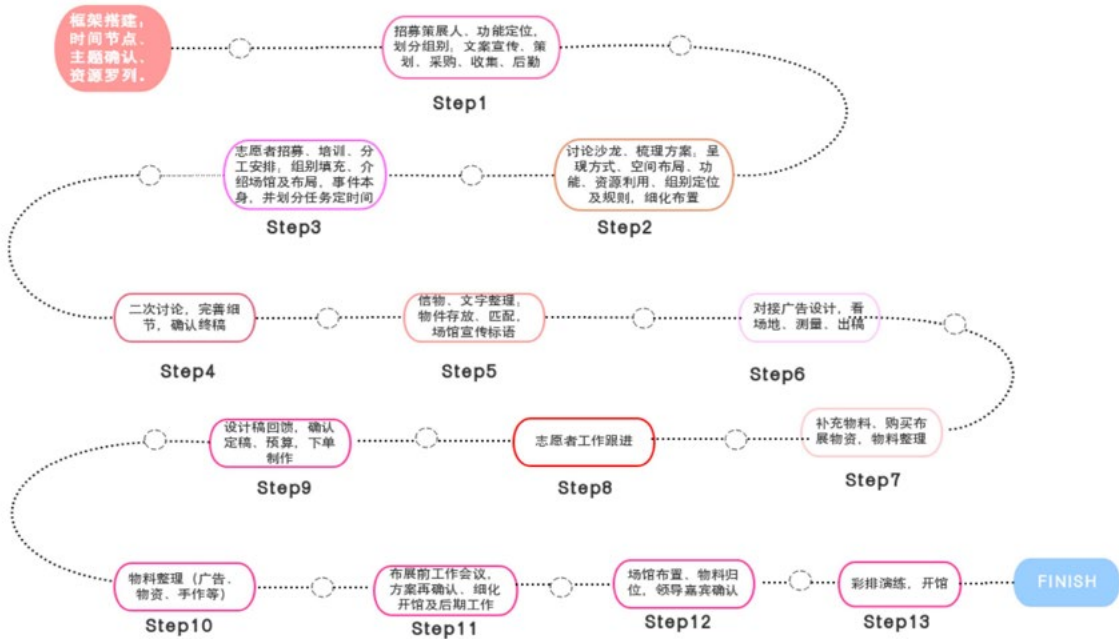 框架搭建；
时间节点、
主题确认、
资源罗列。
招募策展人、功能定位，
划分组别；文案宣传、策
划、采购、收集、后勤
Step1
讨论沙龙、梳理方案；呈
现方式、空间布局、功
能、资源利用、组别定位
及规则，细化布置
Step2
志愿者招募、培训、分
工安排；组别填充、介
绍场馆及布局、事件本
身，并划分任务定时间
Step3
二次讨论，完善细
节，确认终稿
Step4
信物、文字整理；
物件存放、匹配，
场馆宣传标语
Step5
对接广告设计，看
场地、测量、出稿
Step6
补充物料、购买布
展物资，物料整理
Step7
志愿者工作跟进
Step8
设计稿回馈，确认
定稿、预算，下单
制作
Step9
物料整理（广告、
物资、手作等）
Step10
布展前工作会议，
方案再确认、细化
开馆及后期工作
Step11
场馆布置、物料归
位，领导嘉宾确认
Step12
彩排演练，开馆
Step13
FINISH